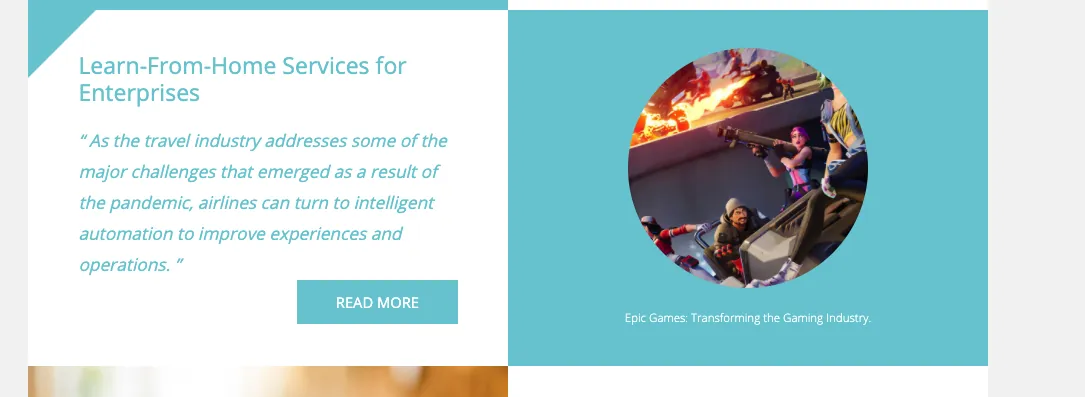 Learn-From-Home Services for
Enterprises
“ As the travel industry addresses some of the
major challenges that emerged as a result of
the pandemic, airlines can turn to intelligent
automation to improve experiences and
operations. ”
READ MORE
Epic Games: Transforming the Gaming Industry.